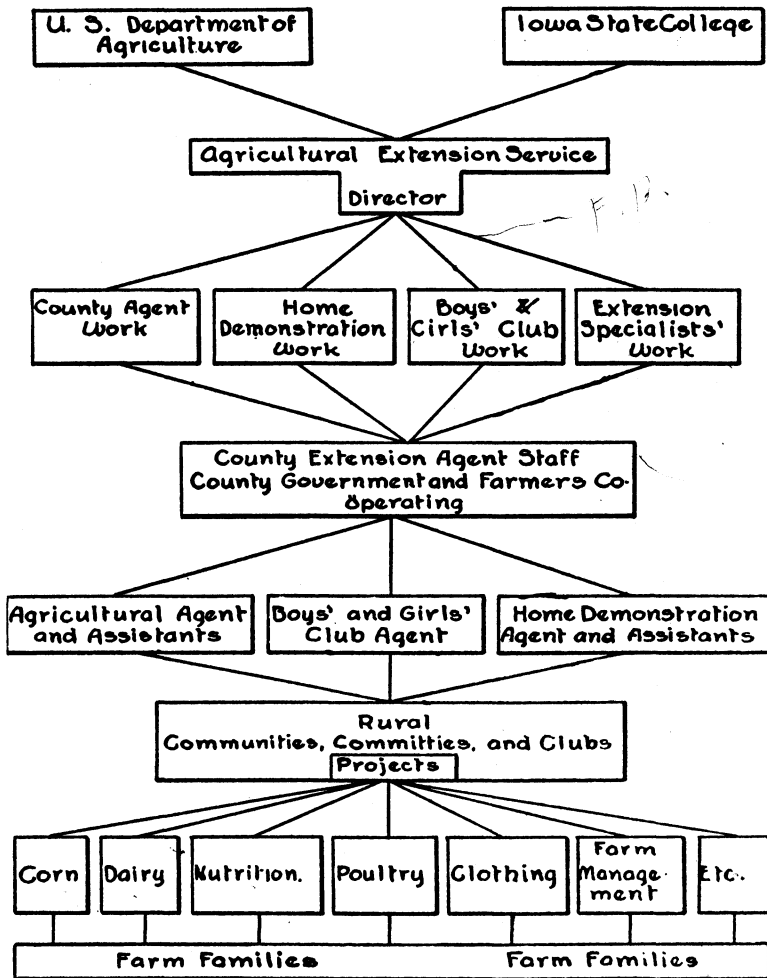 U. S. Department of
Agriculture
Iowa State College
Agricultural Extension Service
Director
F. B.
County Agent
Work
Home
Demonstration
Work
Boys' &
Girls' Club
Work
Extension
Specialists'
Work
County Extension Agent Staff
County Government and Farmers Co-
öperating
Agricultural Agent
and Assistants
Boys' and Girls'
Club Agent
Home Demonstration
Agent and Assistants
Rural
Communities, Committies, and Clubs
Projects
Corn
Dairy
Nutrition.
Poultry
Clothing
Farm
Manage-
ment
Etc.
Farm Families
Farm Families